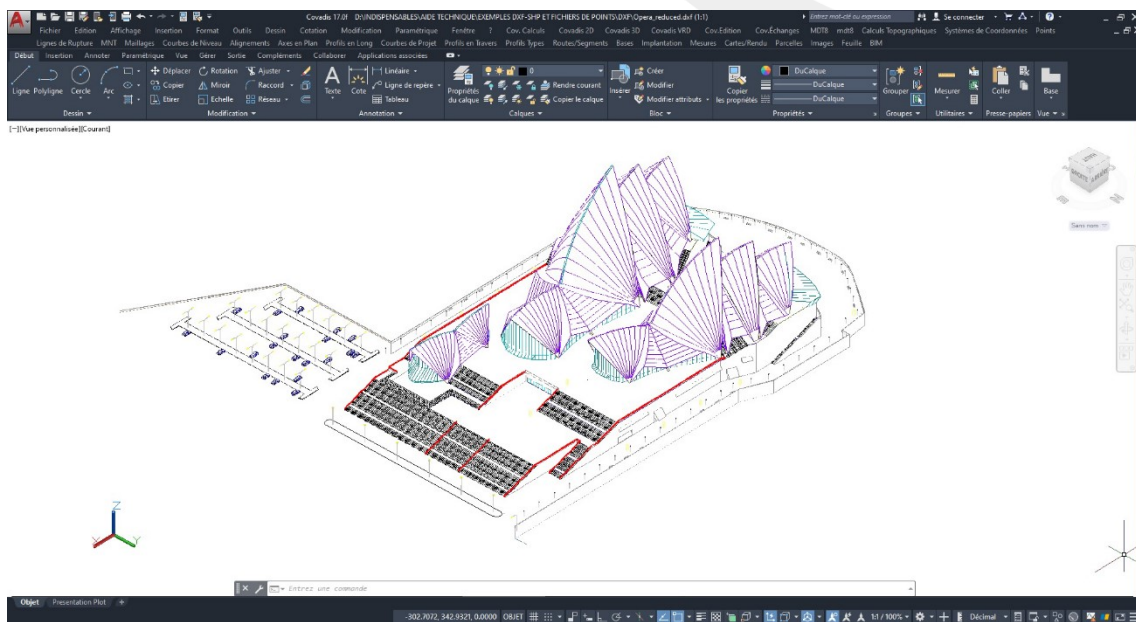 Covadis 17.0f D:\INDISPENSABLES\AIDE TECHNIQUE\EXEMPLES DXF-SHP ET FICHIERS DE POINTS\DXF\Opera_reduced.dxf (1:1)
Entrez mot-clé ou expression
Se connecter
Fichier Edition Affichage Insertion Format Outils Dessin Cotation Modification Paramétrique Fenêtre ? Cov.Calculs Covadis 2D Covadis 3D Covadis VRD Cov.Edition Cov.Echanges MDT8 mdt8 Calculs Topographiques Systèmes de Coordonnées Points
Lignes de Rupture MNT Maillages Courbes de Niveau Alignements Axes en Plan Profils en Long Courbes de Projet Profils en Travers Profils Types Routes/Segments Bases Implantation Mesures Cartes/Rendu Parcelles Images Feuille BIM
Début Insertion Annoter Paramétrique Vue Gérer Sortie Compléments Collaborer Applications associées
Déplacer Rotation Ajuster Linéaire 0 Créer DuCalque
Ligne Polyligne Cercle Arc Copier Miroir Raccord Texte Cote Ligne de repère Propriétés du calque Rendre courant Insérer Modifier Copier les propriétés DuCalque Grouper Mesurer Coller Base
Etirer Echelle Réseau Tableau Copier le calque Modifier attributs DuCalque
Dessin Modification Annotation Calques Bloc Propriétés Groupes Utilitaires Presse-papiers Vue
[−][Vue personnalisée][Courant]
Sans nom
Z
Entrez une commande
Objet Presentation Plot +
-302.7072, 342.9321, 0.0000 OBJET 1:1 / 100% Décimal